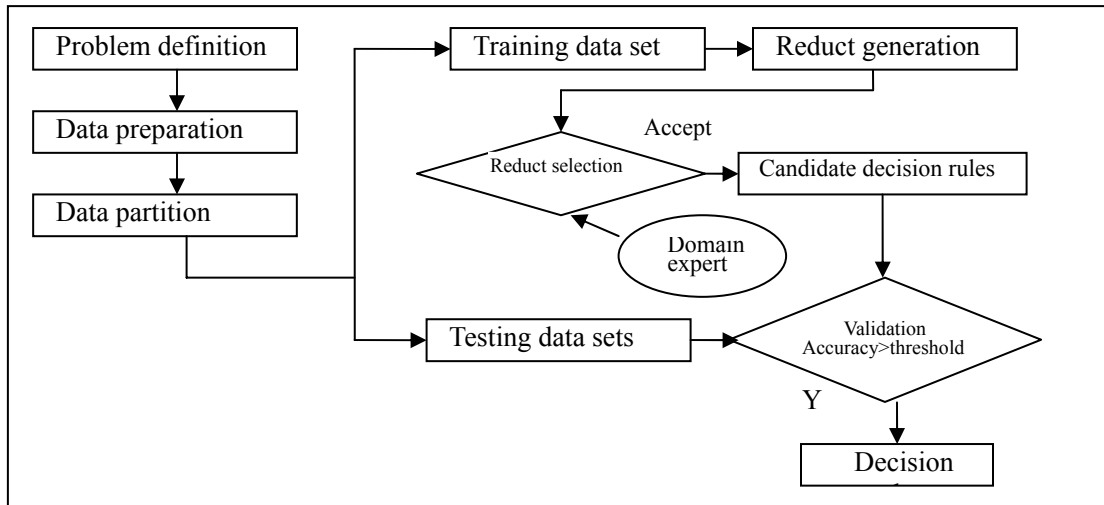 Problem definition
Training data set
Reduct generation
Data preparation
Accept
Reduct selection
Candidate decision rules
Data partition
Domain
expert
Testing data sets
Validation
Accuracy>threshold
Y
Decision